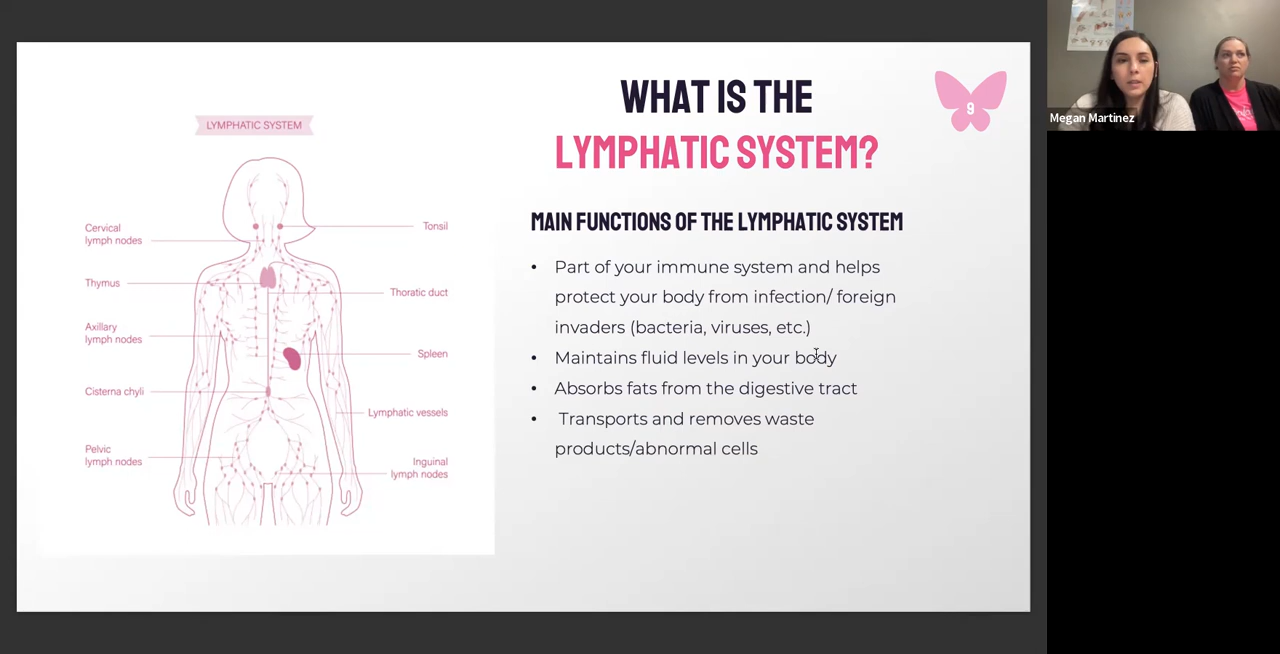 WHAT IS THE
LYMPHATIC SYSTEM?
9
Megan Martinez
LYMPHATIC SYSTEM
Cervical
lymph nodes
Thymus
Axillary
lymph nodes
Cisterna chyli
Pelvic
lymph nodes
Tonsil
Thoratic duct
Spleen
Lymphatic vessels
Inguinal
lymph nodes
MAIN FUNCTIONS OF THE LYMPHATIC SYSTEM
• Part of your immune system and helps
protect your body from infection/ foreign
invaders (bacteria, viruses, etc.)
• Maintains fluid levels in your body
• Absorbs fats from the digestive tract
• Transports and removes waste
products/abnormal cells